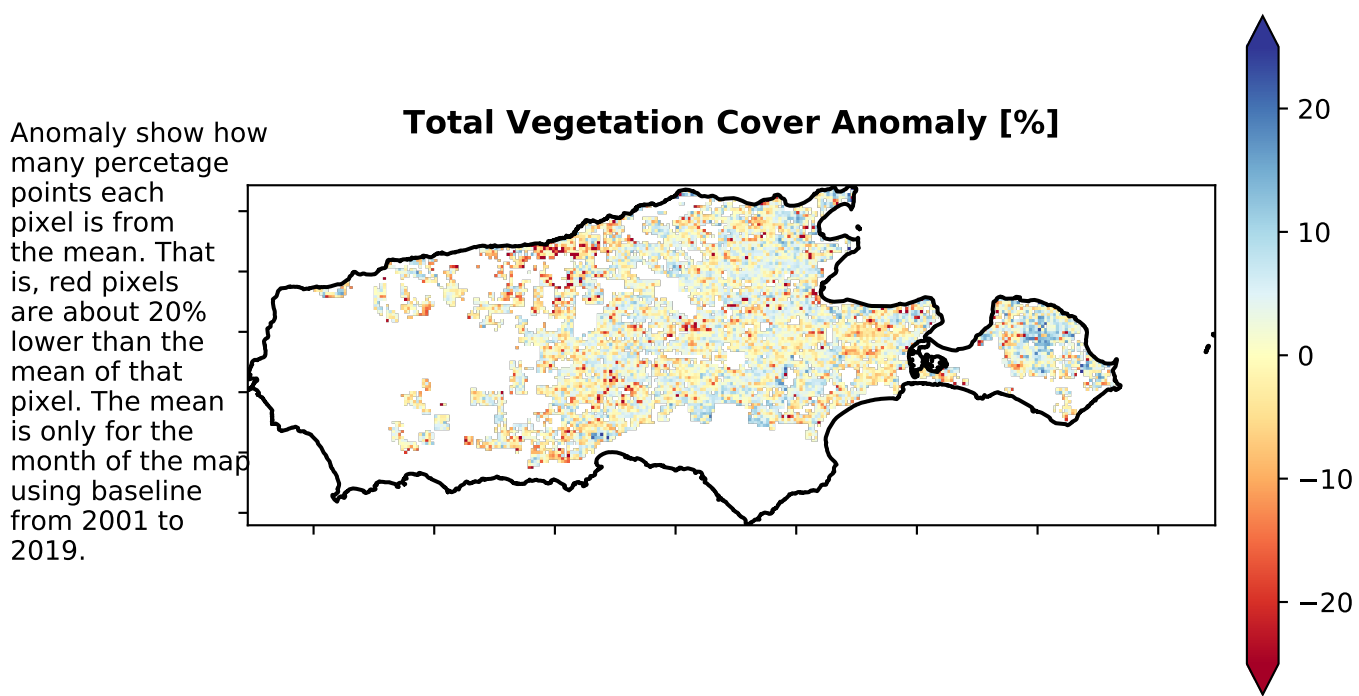 Total Vegetation Cover Anomaly [%]
Anomaly show how
many percetage
points each
pixel is from
the mean. That
is, red pixels
are about 20%
lower than the
mean of that
pixel. The mean
is only for the
month of the map
using baseline
from 2001 to
2019.
20
10
0
−10
−20